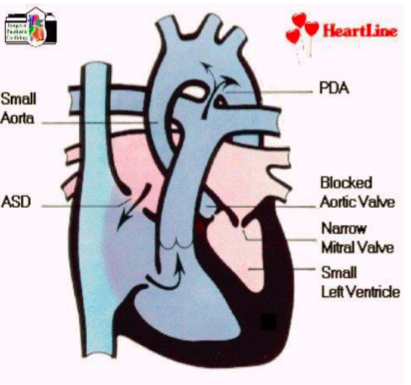 HeartLine
Small
Aorta
PDA
ASD
Blocked
Aortic Valve
Narrow
Mitral Valve
Small
Left Ventricle